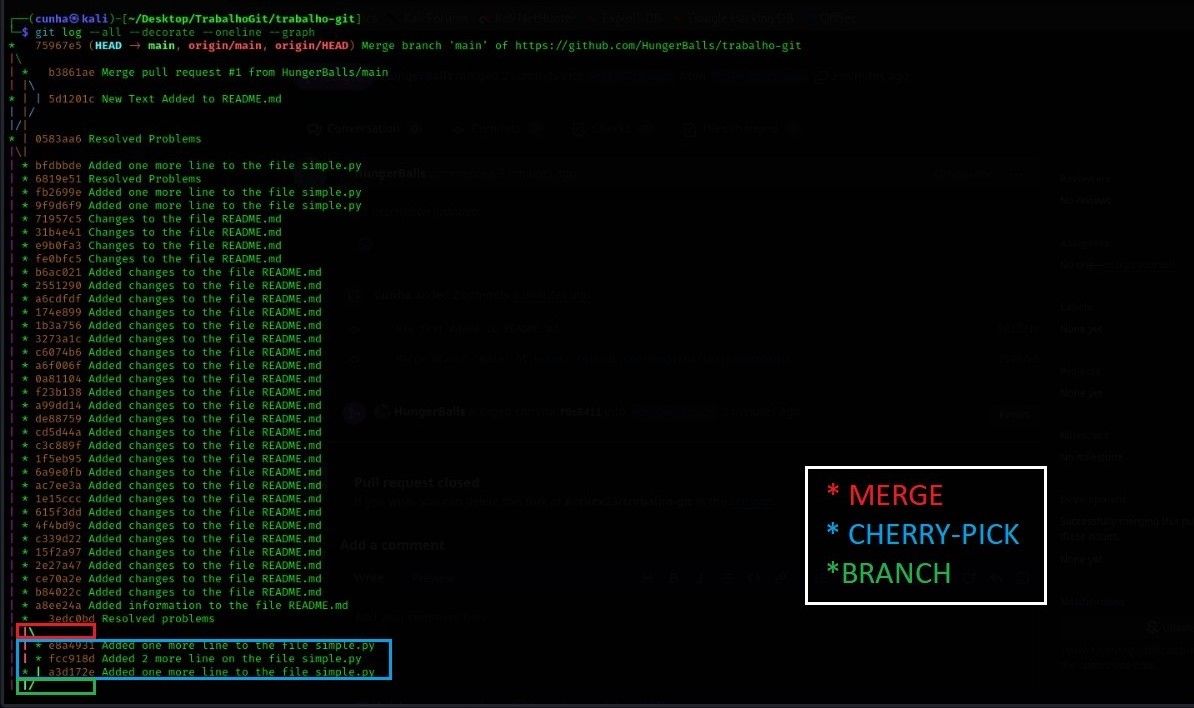 ┌──(cunha㉿kali)-[~/Desktop/TrabalhoGit/trabalho-git]
└─$ git log --all --decorate --oneline --graph
*   75967e5 (HEAD → main, origin/main, origin/HEAD) Merge branch 'main' of https://github.com/HungerBalls/trabalho-git
|\
| *   b3861ae Merge pull request #1 from HungerBalls/main
| |\
* | | 5d1201c New Text Added to README.md
| |/
|/|
* | 0583aa6 Resolved Problems
|\|
| * bfdbbde Added one more line to the file simple.py
| * 6819e51 Resolved Problems
| * fb2699e Added one more line to the file simple.py
| * 9f9d6f9 Added one more line to the file simple.py
| * 71957c5 Changes to the file README.md
| * 31b4e41 Changes to the file README.md
| * e9b0fa3 Changes to the file README.md
| * fe0bfc5 Changes to the file README.md
| * b6ac021 Added changes to the file README.md
| * 2551290 Added changes to the file README.md
| * a6cdfdf Added changes to the file README.md
| * 174e899 Added changes to the file README.md
| * 1b3a756 Added changes to the file README.md
| * 3273a1c Added changes to the file README.md
| * c6074b6 Added changes to the file README.md
| * a6f006f Added changes to the file README.md
| * 0a81104 Added changes to the file README.md
| * f23b138 Added changes to the file README.md
| * a99dd14 Added changes to the file README.md
| * de88759 Added changes to the file README.md
| * cd5d44a Added changes to the file README.md
| * c3c889f Added changes to the file README.md
| * 1f5eb95 Added changes to the file README.md
| * 6a9e0fb Added changes to the file README.md
| * ac7ee3a Added changes to the file README.md
| * 1e15ccc Added changes to the file README.md
| * 615f3dd Added changes to the file README.md
| * 4f4bd9c Added changes to the file README.md
| * c339d22 Added changes to the file README.md
| * 15f2a97 Added changes to the file README.md
| * 2e27a47 Added changes to the file README.md
| * ce70a2e Added changes to the file README.md
| * b84022c Added changes to the file README.md
| * a8ee24a Added information to the file README.md
| *   3edc0bd Resolved problems
| |\
| | * e8a4931 Added one more line to the file simple.py
| | * fcc918d Added 2 more line on the file simple.py
| * | a3d172e Added one more line to the file simple.py
| |/
* MERGE
* CHERRY-PICK
*BRANCH
Conversation
HungerBalls
HungerBalls
Pull request closed
Add a comment